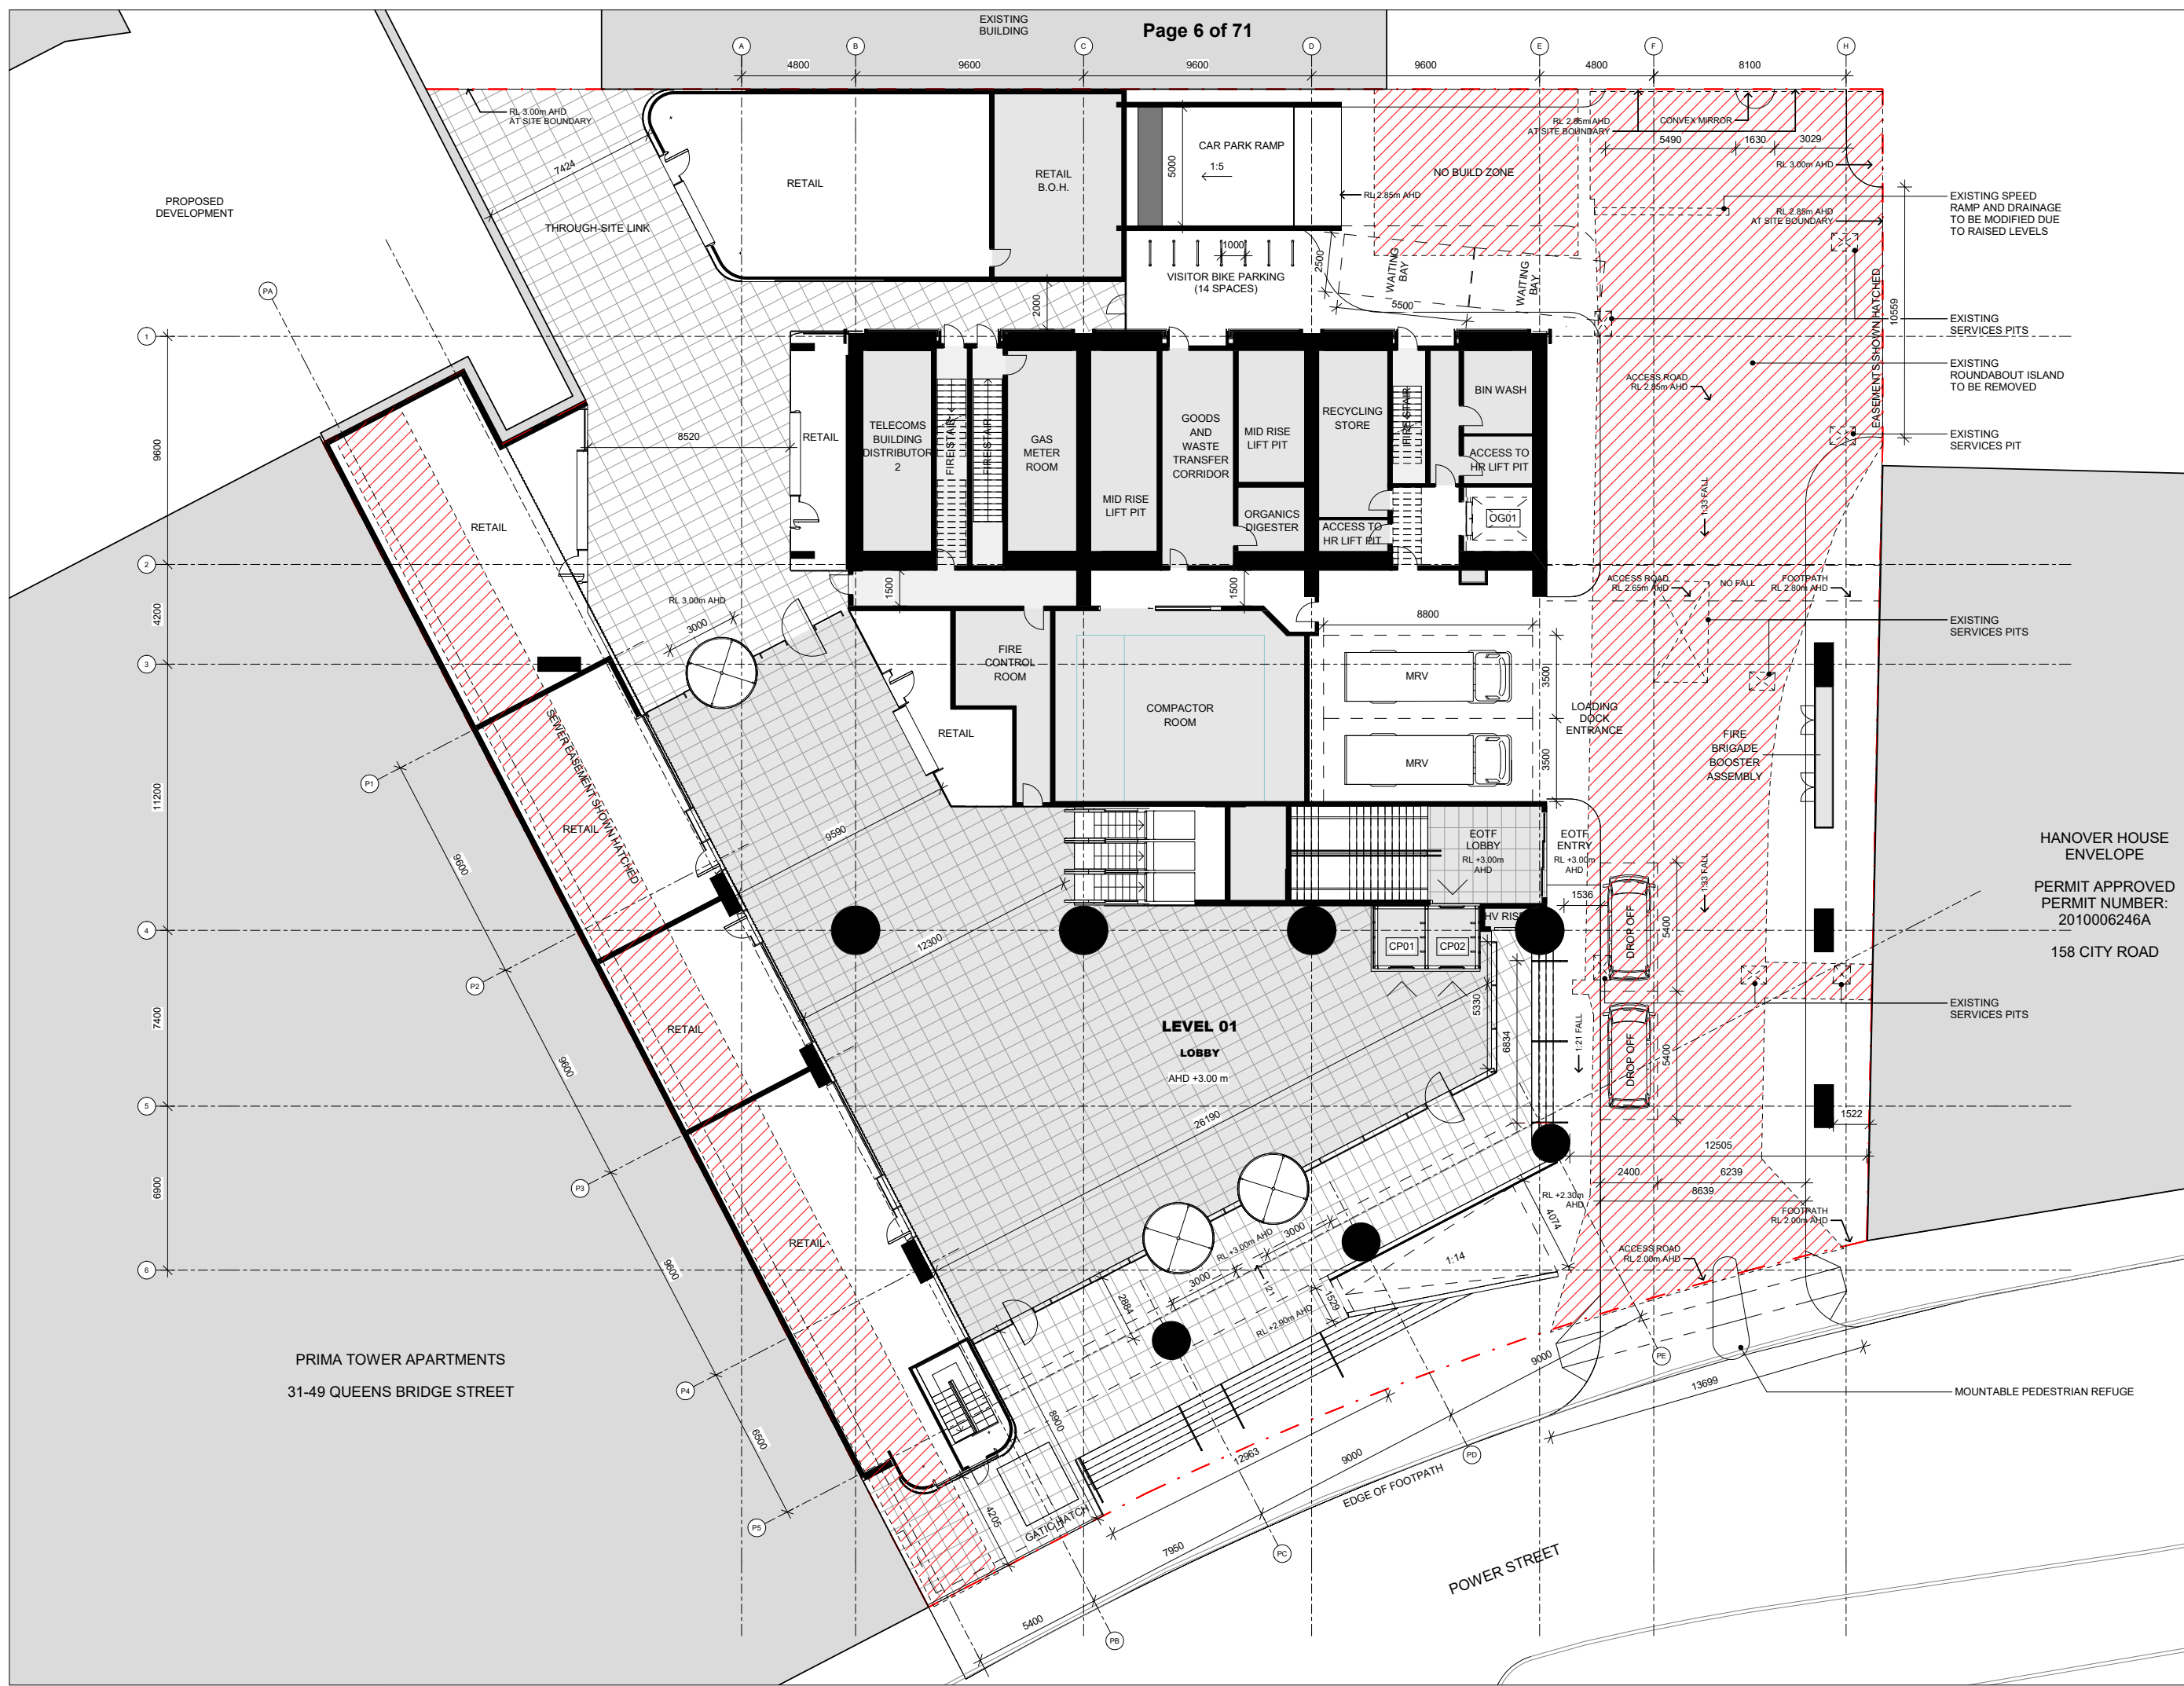 EXISTING
BUILDING
Page 6 of 71
A
B
C
D
E
F
H
4800
9600
9600
9600
4800
8100
RL 3.00m AHD
AT SITE BOUNDARY
7424
RETAIL
RETAIL
B.O.H.
5000
CAR PARK RAMP
1:5
RL 2.85m AHD
NO BUILD ZONE
RL 2.85m AHD
AT SITE BOUNDARY
CONVEX MIRROR
5490
1630
3029
RL 3.00m AHD
RL 2.85m AHD
AT SITE BOUNDARY
EXISTING SPEED
RAMP AND DRAINAGE
TO BE MODIFIED DUE
TO RAISED LEVELS
PROPOSED
DEVELOPMENT
THROUGH-SITE LINK
1000
VISITOR BIKE PARKING
(14 SPACES)
2500
WAITING
BAY
WAITING
BAY
5500
2000
EASEMENT SHOWN HATCHED
10559
EXISTING
SERVICES PITS
EXISTING
ROUNDABOUT ISLAND
TO BE REMOVED
EXISTING
SERVICES PIT
PA
1
9600
2
4200
3
11200
4
7400
5
6900
6
8520
RETAIL
RETAIL
TELECOMS
BUILDING
DISTRIBUTOR
2
FIRE STAIR
FIRE STAIR
GAS
METER
ROOM
MID RISE
LIFT PIT
GOODS
AND
WASTE
TRANSFER
CORRIDOR
MID RISE
LIFT PIT
ORGANICS
DIGESTER
RECYCLING
STORE
ACCESS TO
HR LIFT PIT
FIRE STAIR
BIN WASH
ACCESS TO
HR LIFT PIT
OG01
ACCESS ROAD
RL 2.85m AHD
1:33 FALL
ACCESS ROAD
RL 2.65m AHD
NO FALL
FOOTPATH
RL 2.80m AHD
EXISTING
SERVICES PITS
RL 3.00m AHD
3000
1500
1500
8800
FIRE
CONTROL
ROOM
RETAIL
COMPACTOR
ROOM
MRV
MRV
3500
3500
LOADING
DOCK
ENTRANCE
FIRE
BRIGADE
BOOSTER
ASSEMBLY
HANOVER HOUSE
ENVELOPE
PERMIT APPROVED
PERMIT NUMBER:
2010006246A
158 CITY ROAD
P1
9600
SEWER EASEMENT SHOWN HATCHED
RETAIL
9590
12300
EOTF
LOBBY
RL +3.00m
AHD
EOTF
ENTRY
RL +3.00m
AHD
1536
1:33 FALL
DROP OFF
5400
CP01
CP02
P2
9600
RETAIL
LEVEL 01
LOBBY
AHD +3.00 m
26190
5330
6834
1:21 FALL
DROP OFF
5400
EXISTING
SERVICES PITS
1522
12505
2400
6239
8639
P3
9600
RETAIL
RL +2.30m
AHD
4074
FOOTPATH
RL 2.00m AHD
ACCESS ROAD
RL 2.00m AHD
RL +3.00m AHD
3000
3000
1:21
2884
RL +2.90m AHD
1529
1:14
P4
6500
PRIMA TOWER APARTMENTS
31-49 QUEENS BRIDGE STREET
8900
12963
9000
9000
13699
PE
PD
MOUNTABLE PEDESTRIAN REFUGE
P5
4205
GATIC HATCH
7950
PC
EDGE OF FOOTPATH
5400
PB
POWER STREET